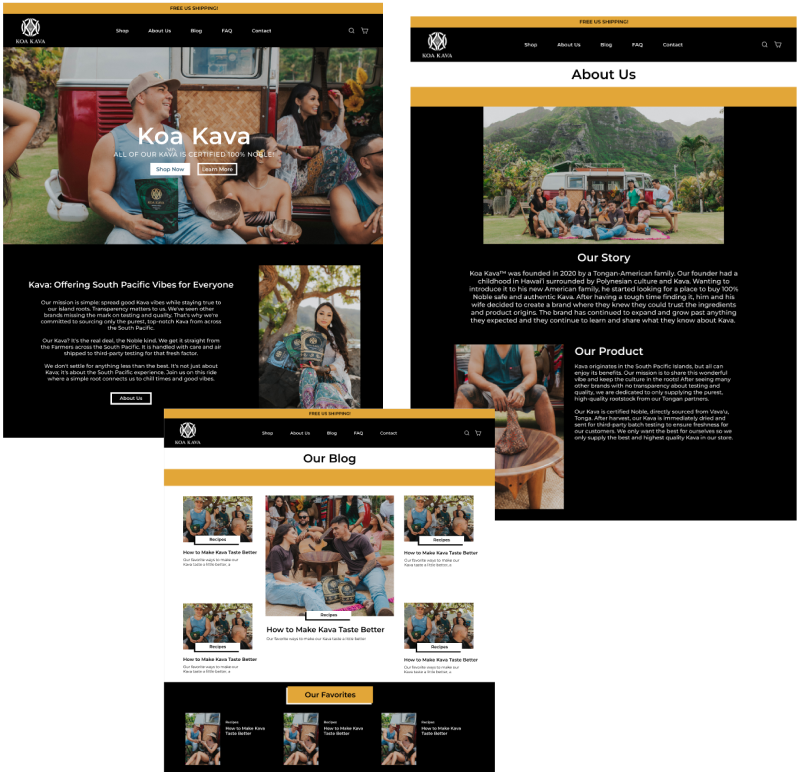 FREE US SHIPPING!
KOA KAVA
Shop About Us Blog FAQ Contact
Koa Kava
ALL OF OUR KAVA IS CERTIFIED 100% NOBLE!
Shop Now Learn More
Kava: Offering South Pacific Vibes for Everyone
Our mission is simple: spread good Kava vibes while staying true to
our island roots. Transparency matters to us. We've seen other
brands missing the mark on testing and quality. That's why we're
committed to sourcing only the purest, top-notch Kava from across
the South Pacific.
Our Kava? It's the real deal, the Noble kind. We get it straight from
the Farmers across the South Pacific. It is handled with care and air
shipped to third-party testing for that fresh factor.
We don't settle for anything less than the best. It's not just about
Kava; it's about the South Pacific experience. Join us on this ride
where a simple root connects us to chill times and good vibes.
About Us
FREE US SHIPPING!
KOA KAVA
Shop About Us Blog FAQ Contact
About Us
Our Story
Koa Kava™ was founded in 2020 by a Tongan-American family. Our founder had a
childhood in Hawai'i surrounded by Polynesian culture and Kava. Wanting to
introduce it to his new American family, he started looking for a place to buy 100%
Noble safe and authentic Kava. After having a tough time finding it, him and his
wife decided to create a brand where they knew they could trust the ingredients
and product origins. The brand has continued to expand and grow past anything
they expected and they continue to learn and share what they know about Kava.
Our Product
Kava originates in the South Pacific Islands, but all can
enjoy its benefits. Our mission is to share this wonderful
vibe and keep the culture in the roots! After seeing many
other brands with no transparency about testing and
quality, we are dedicated to only supplying the purest,
high-quality rootstock from our Tongan partners.
Our Kava is certified Noble, directly sourced from Vava'u,
Tonga. After harvest, our Kava is immediately dried and
sent for third-party batch testing to ensure freshness for
our customers. We only want the best for ourselves so we
only supply the best and highest quality Kava in our store.
FREE US SHIPPING!
KOA KAVA
Shop About Us Blog FAQ Contact
Our Blog
Recipes
How to Make Kava Taste Better
Our favorite ways to make our
Kava taste a little better, a
Recipes
How to Make Kava Taste Better
Our favorite ways to make our
Kava taste a little better, a
Recipes
How to Make Kava Taste Better
Our favorite ways to make our kava taste a little better
Recipes
How to Make Kava Taste Better
Our favorite ways to make our
Kava taste a little better, a
Recipes
How to Make Kava Taste Better
Our favorite ways to make our
Kava taste a little better, a
Our Favorites
Recipes
How to Make Kava
Taste Better
Recipes
How to Make Kava
Taste Better
Recipes
How to Make Kava
Taste Better